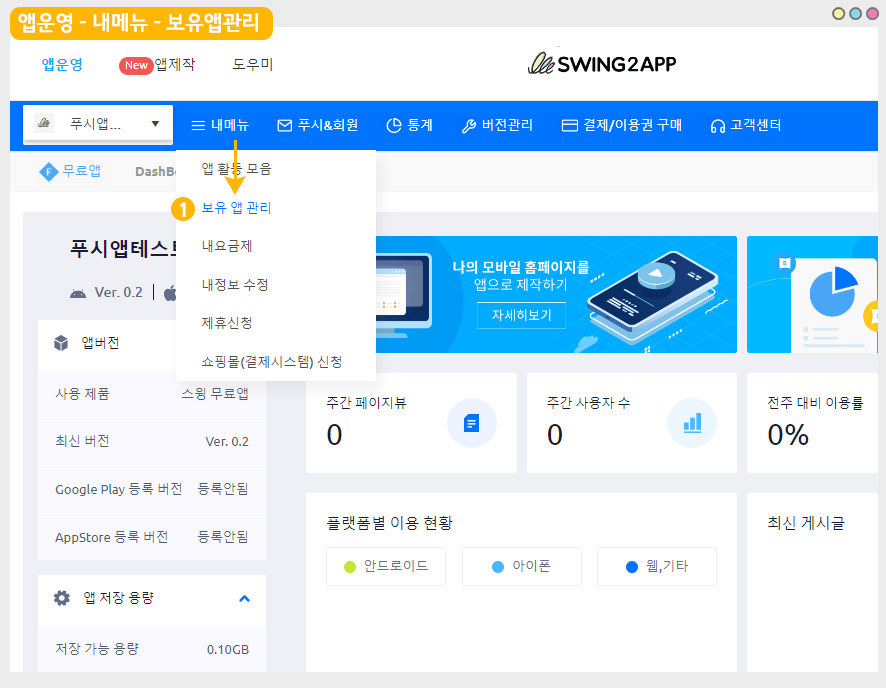 앱운영 - 내메뉴 - 보유앱관리
앱운영 New 앱제작 도우미
SWING2APP
푸시앱... ▼ 내메뉴 푸시&회원 통계 버전관리 결제/이용권 구매 고객센터
F 무료앱
앱 활동 모음
1 보유 앱 관리
내요금제
내정보 수정
제휴신청
쇼핑몰(결제시스템) 신청
푸시앱테스트
Ver. 0.2
앱버전
사용 제품 스윙 무료앱
최신 버전 Ver. 0.2
Google Play 등록 버전 등록안됨
AppStore 등록 버전 등록안됨
앱 저장 용량
저장 가능 용량 0.10GB
나의 모바일 홈페이지를
앱으로 제작하기
자세히보기
주간 페이지뷰
0
주간 사용자 수
0
전주 대비 이용률
0%
플랫폼별 이용 현황
안드로이드 아이폰 웹,기타
최신 게시글